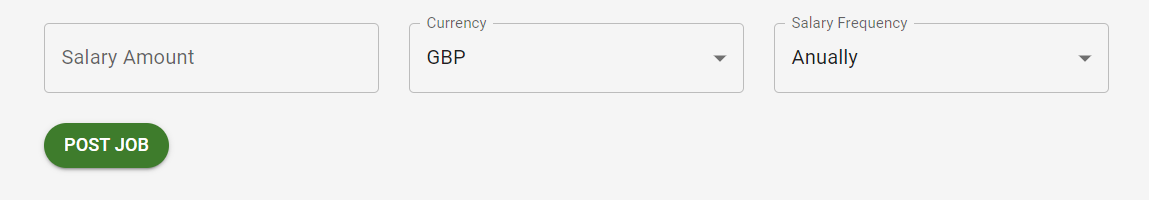 Currency
Salary Frequency
Salary Amount
GBP
Anually
POST JOB